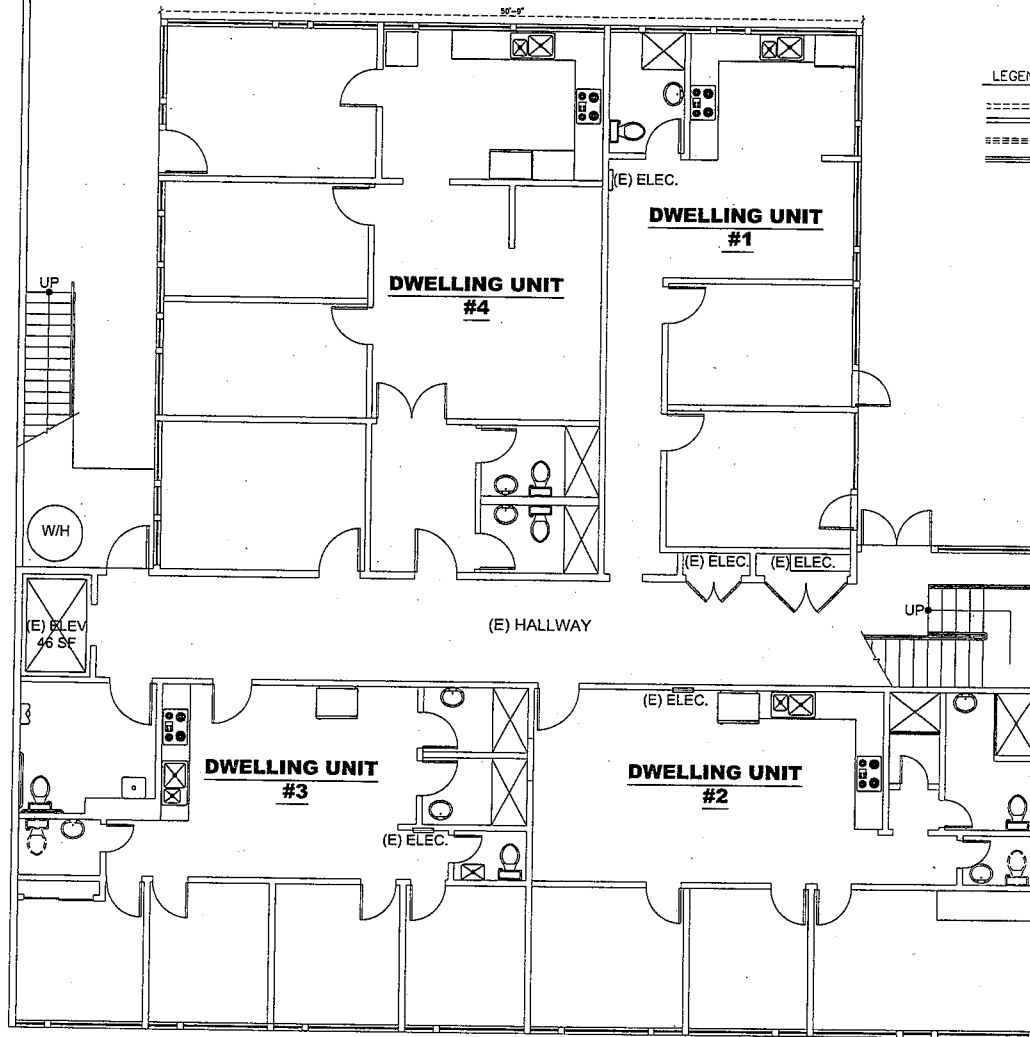 50'-9"
LEGEN
(E) ELEC.
DWELLING UNIT
#1
DWELLING UNIT
#4
UP
W/H
(E) ELEC.
(E) ELEC.
(E) ELEV
46 SF
(E) HALLWAY
UP
(E) ELEC.
DWELLING UNIT
#3
DWELLING UNIT
#2
(E) ELEC.